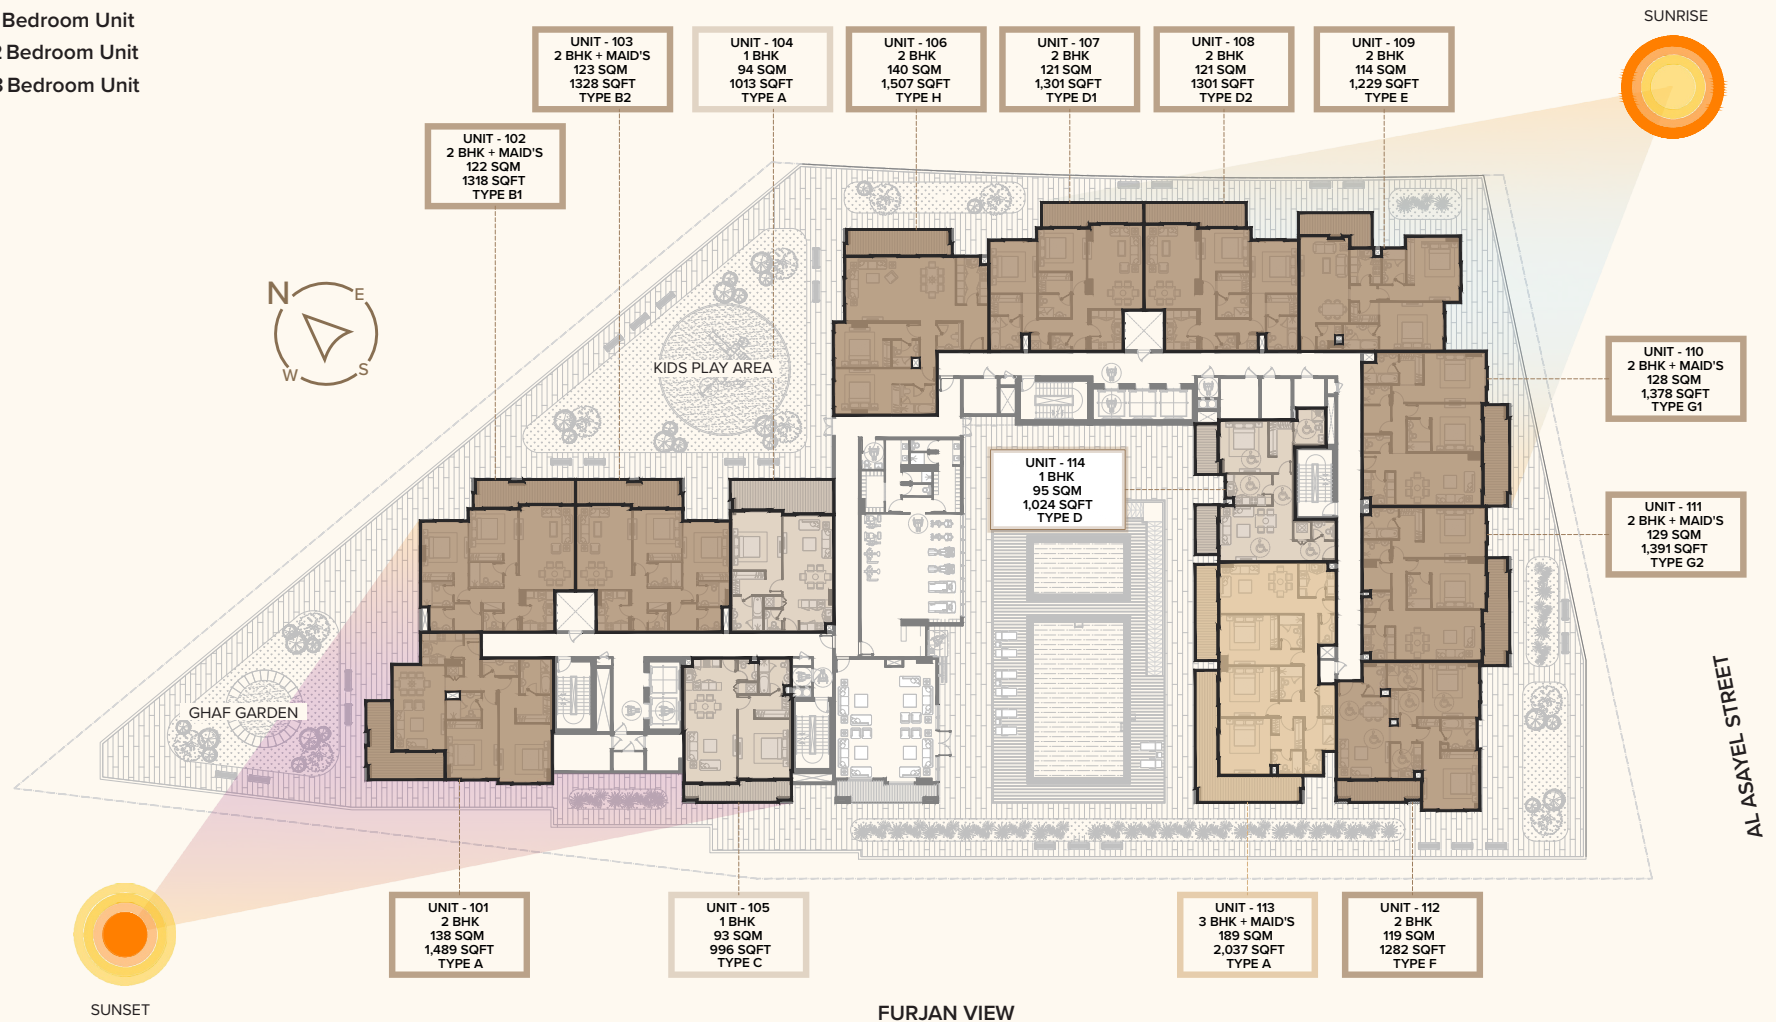 Bedroom Unit
2 Bedroom Unit
3 Bedroom Unit
UNIT - 103
2 BHK + MAID'S
123 SQM
1328 SQFT
TYPE B2
UNIT - 104
1 BHK
94 SQM
1013 SQFT
TYPE A
UNIT - 106
2 BHK
140 SQM
1,507 SQFT
TYPE H
UNIT - 107
2 BHK
121 SQM
1,301 SQFT
TYPE D1
UNIT - 108
2 BHK
121 SQM
1301 SQFT
TYPE D2
UNIT - 109
2 BHK
114 SQM
1,229 SQFT
TYPE E
SUNRISE
UNIT - 102
2 BHK + MAID'S
122 SQM
1318 SQFT
TYPE B1
N
E
W
S
KIDS PLAY AREA
UNIT - 110
2 BHK + MAID'S
128 SQM
1,378 SQFT
TYPE G1
UNIT - 114
1 BHK
95 SQM
1,024 SQFT
TYPE D
UNIT - 111
2 BHK + MAID'S
129 SQM
1,391 SQFT
TYPE G2
GHAF GARDEN
AL ASAYEL STREET
UNIT - 101
2 BHK
138 SQM
1,489 SQFT
TYPE A
UNIT - 105
1 BHK
93 SQM
996 SQFT
TYPE C
UNIT - 113
3 BHK + MAID'S
189 SQM
2,037 SQFT
TYPE A
UNIT - 112
2 BHK
119 SQM
1282 SQFT
TYPE F
SUNSET
FURJAN VIEW